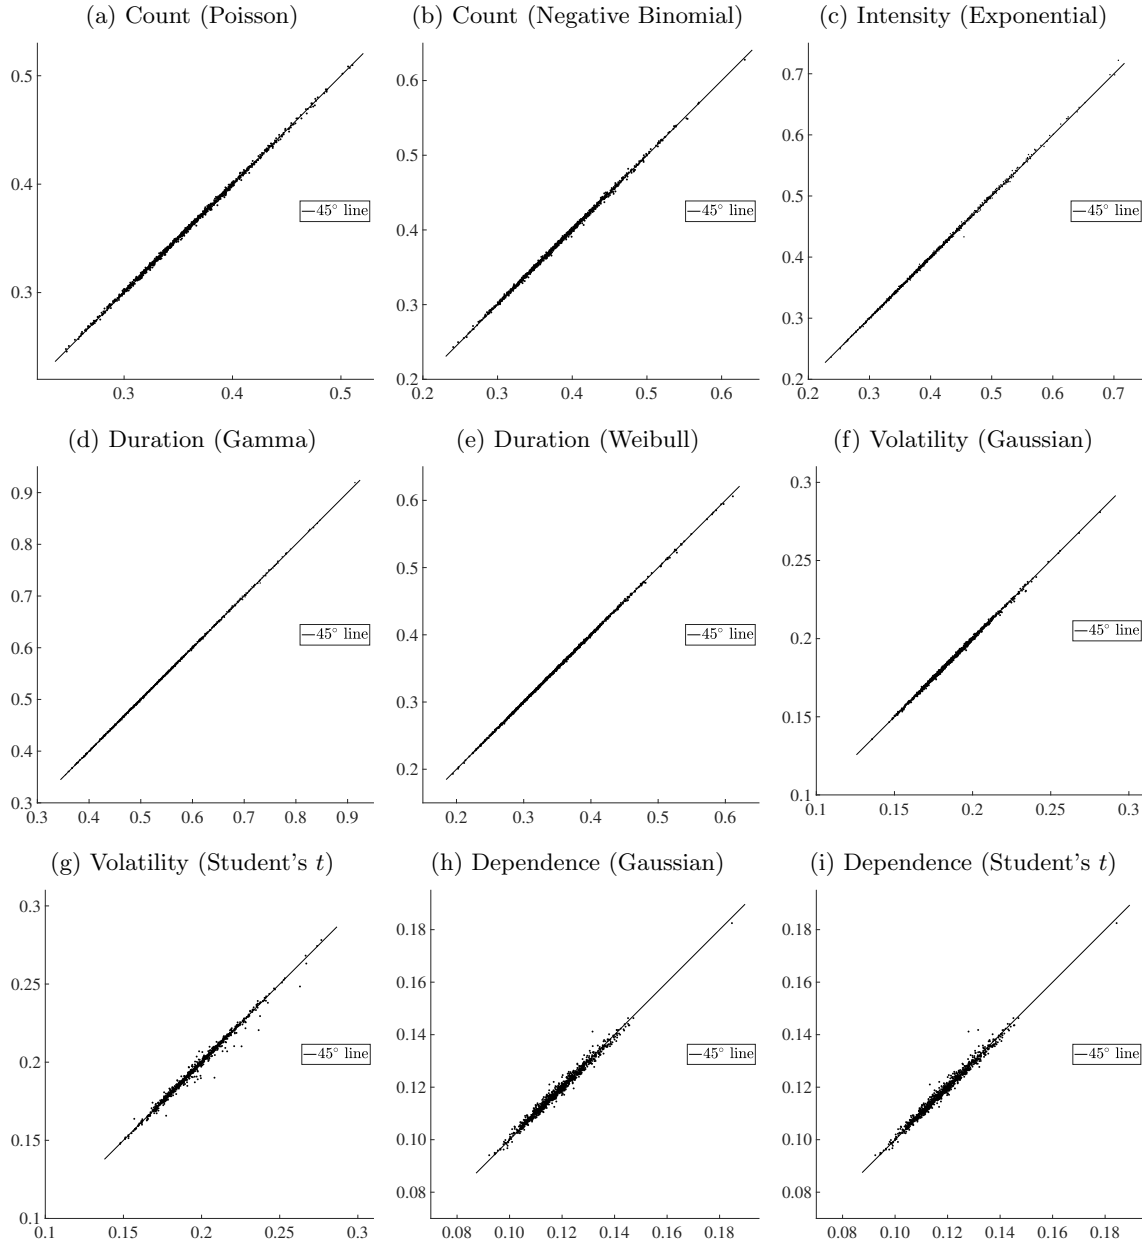 (a) Count (Poisson)
0.5
0.4
0.3
45° line
0.3 0.4 0.5
(b) Count (Negative Binomial)
0.6
0.5
0.4
0.3
0.2
45° line
0.2 0.3 0.4 0.5 0.6
(c) Intensity (Exponential)
0.7
0.6
0.5
0.4
0.3
0.2
45° line
0.2 0.3 0.4 0.5 0.6 0.7
(d) Duration (Gamma)
0.9
0.8
0.7
0.6
0.5
0.4
0.3
45° line
0.3 0.4 0.5 0.6 0.7 0.8 0.9
(e) Duration (Weibull)
0.6
0.5
0.4
0.3
0.2
45° line
0.2 0.3 0.4 0.5 0.6
(f) Volatility (Gaussian)
0.3
0.25
0.2
0.15
0.1
45° line
0.1 0.15 0.2 0.25 0.3
(g) Volatility (Student's t)
0.3
0.25
0.2
0.15
0.1
45° line
0.1 0.15 0.2 0.25 0.3
(h) Dependence (Gaussian)
0.18
0.16
0.14
0.12
0.10
0.08
45° line
0.08 0.10 0.12 0.14 0.16 0.18
(i) Dependence (Student's t)
0.18
0.16
0.14
0.12
0.10
0.08
45° line
0.08 0.10 0.12 0.14 0.16 0.18